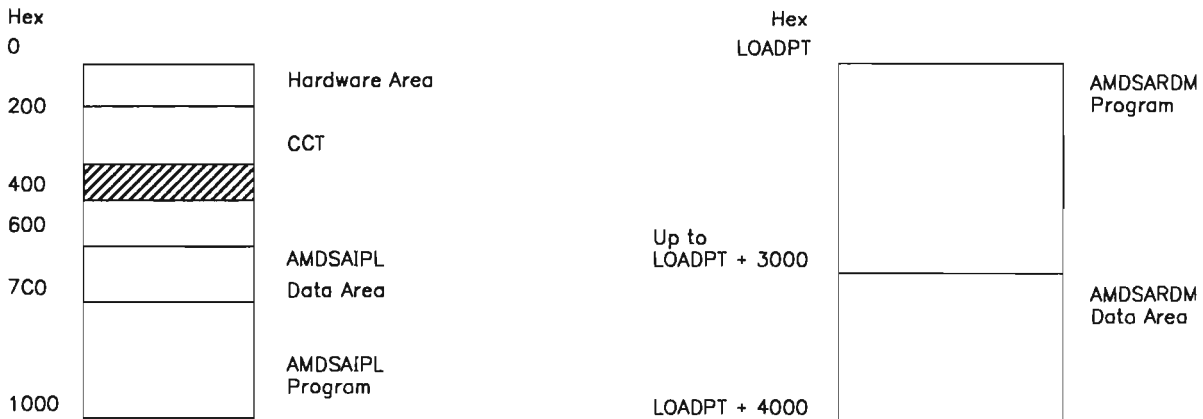 Hex
0
Hardware Area
200
CCT
400
600
AMDSAIPL
7C0
Data Area
AMDSAIPL
Program
1000
Hex
LOADPT
AMDSARDM
Program
Up to
LOADPT + 3000
AMDSARDM
Data Area
LOADPT + 4000